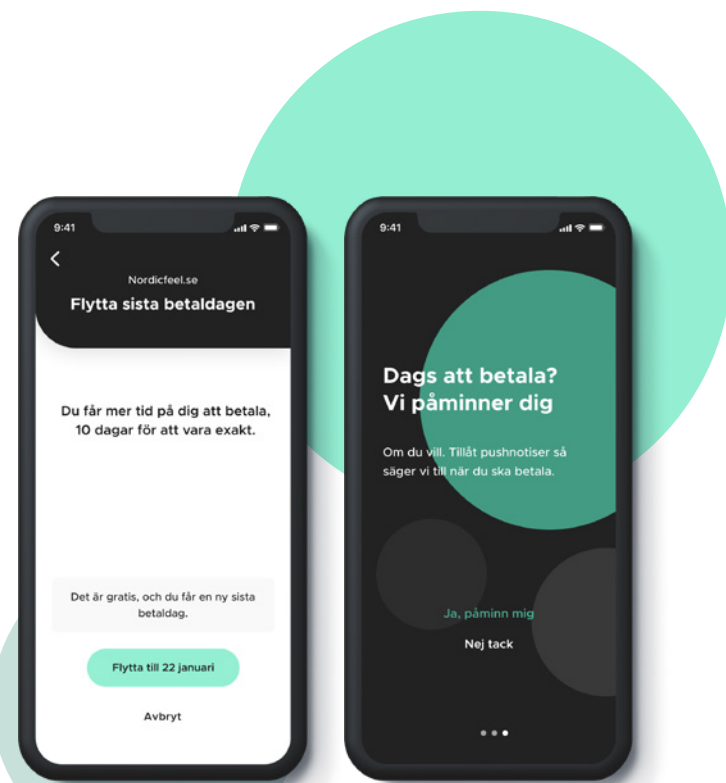 9:41
Nordicfeel.se
Flytta sista betaldagen
Du får mer tid på dig att betala,
10 dagar för att vara exakt.
Det är gratis, och du får en ny sista
betaldag.
Flytta till 22 januari
Avbryt
9:41
Dags att betala?
Vi påminner dig
Om du vill. Tillåt pushnotiser så
säger vi till när du ska betala.
Ja, påminn mig
Nej tack